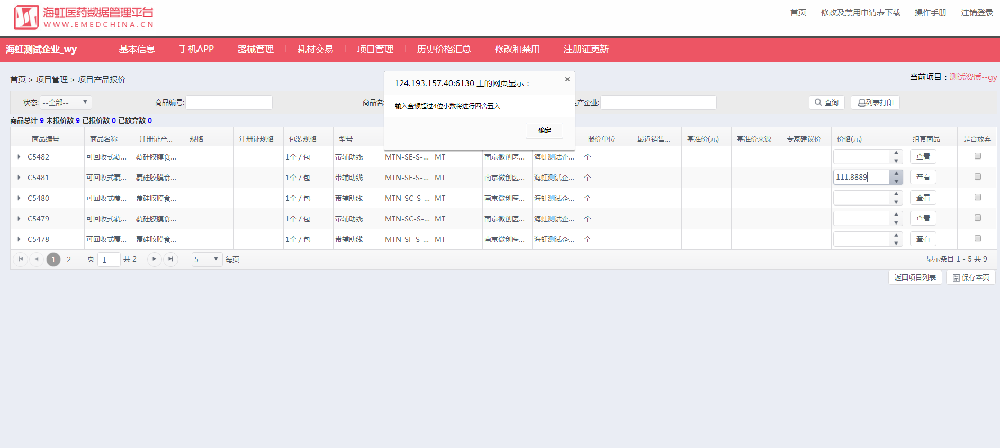 海虹医药数据管理平台
WWW.EMEDCHINA.CN
首页 修改及禁用申请表下载 操作手册 注销登录
海虹测试企业_wy 基本信息 手机APP 器械管理 耗材交易 项目管理 历史价格汇总 修改和禁用 注册证更新
首页 > 项目管理 > 项目产品报价
当前项目：测试资质--gy
124.193.157.40:6130 上的网页显示：
×
输入金额超过4位小数将进行四舍五入
确定
状态: --全部-- 商品编号: 商品名 产企业: 查询 列表打印
商品总计 9 未报价数 9 已报价数 0 已放弃数 0
商品编号 商品名称 注册证产... 规格 注册证规格 包装规格 型号 报价单位 最近销售... 基准价(元) 基准价来源 专家建议价 价格(元) 组套商品 是否放弃
C5482 可回收式覆... 覆硅胶膜食... 1个 / 包 带辅助线 MTN-SE-S-... MT 南京微创医... 海虹测试企... 个 查看
C5481 可回收式覆... 覆硅胶膜食... 1个 / 包 带辅助线 MTN-SF-S-... MT 南京微创医... 海虹测试企... 个 111.8889 查看
C5480 可回收式覆... 覆硅胶膜食... 1个 / 包 带辅助线 MTN-SC-S-... MT 南京微创医... 海虹测试企... 个 查看
C5479 可回收式覆... 覆硅胶膜食... 1个 / 包 带辅助线 MTN-SC-S-... MT 南京微创医... 海虹测试企... 个 查看
C5478 可回收式覆... 覆硅胶膜食... 1个 / 包 带辅助线 MTN-SF-S-... MT 南京微创医... 海虹测试企... 个 查看
1 2 页 1 共 2 5 每页 显示条目 1 - 5 共 9
返回项目列表 保存本页